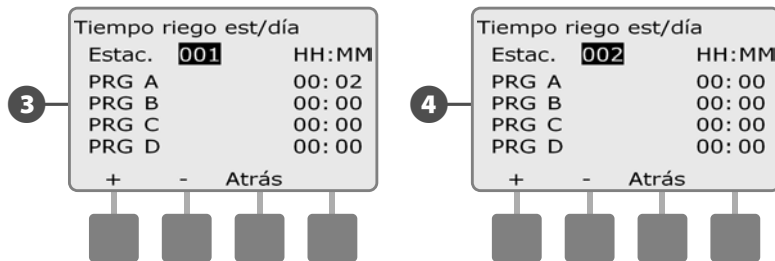 3
Tiempo riego est/día
Estac. 001 HH:MM
PRG A 00:02
PRG B 00:00
PRG C 00:00
PRG D 00:00
+ - Atrás
4
Tiempo riego est/día
Estac. 002 HH:MM
PRG A 00:00
PRG B 00:00
PRG C 00:00
PRG D 00:00
+ - Atrás